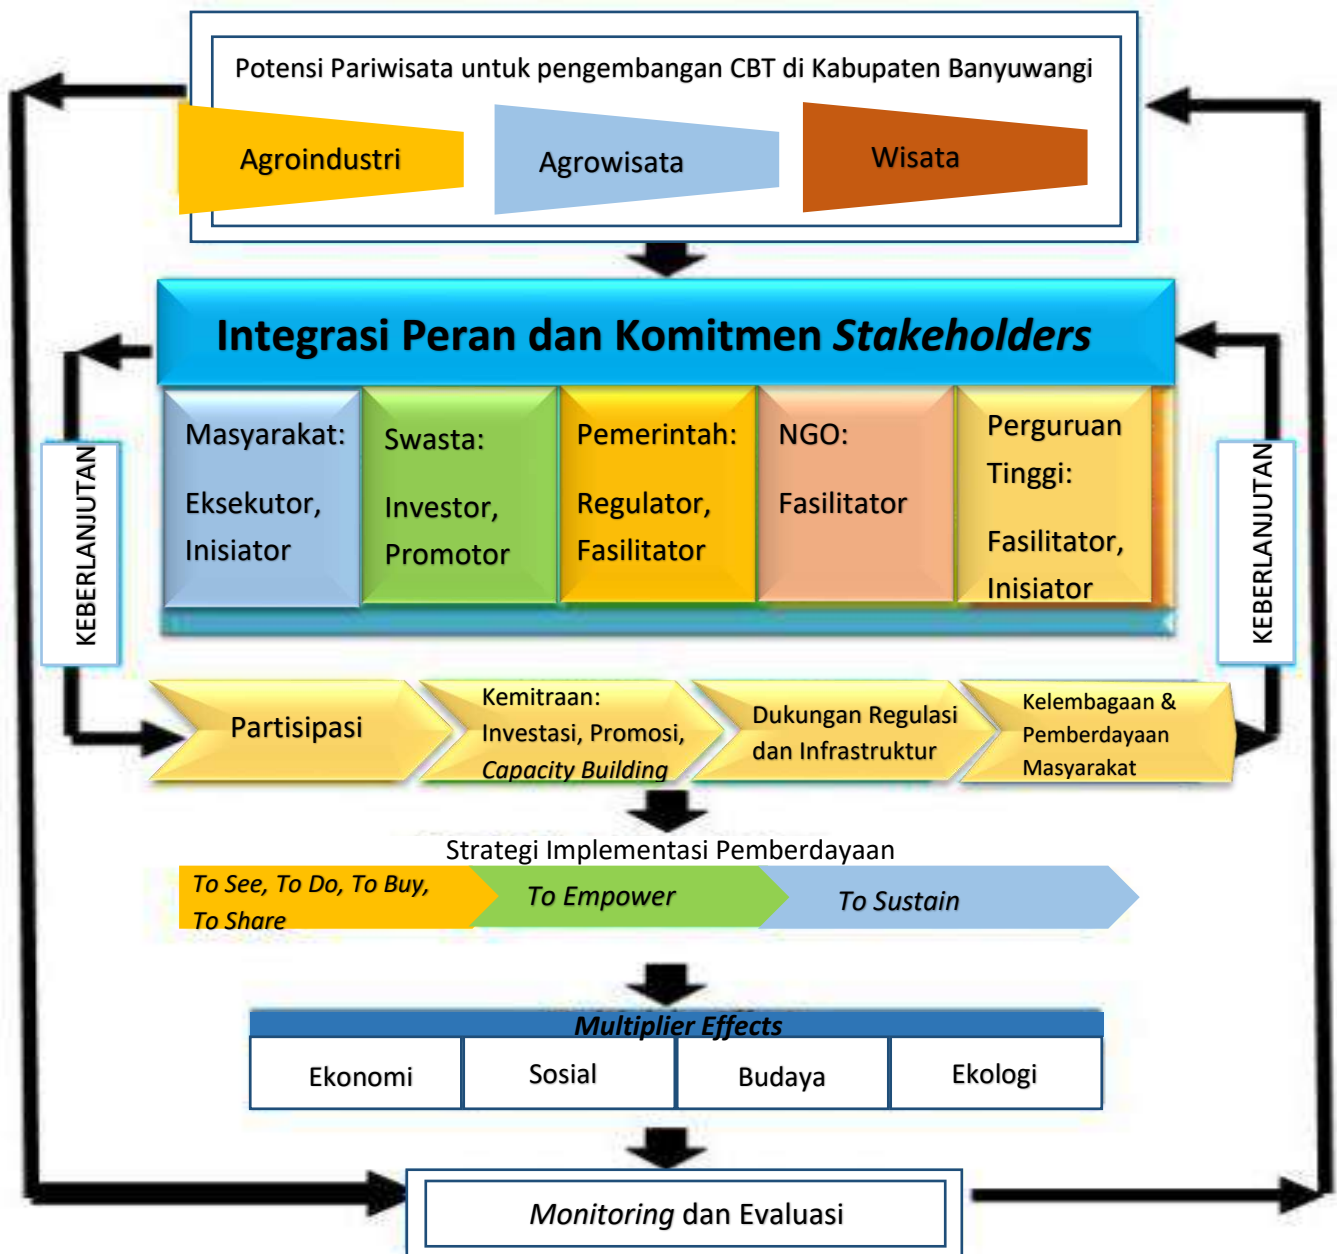 Potensi Pariwisata untuk pengembangan CBT di Kabupaten Banyuwangi
Agroindustri
Agrowisata
Wisata
Integrasi Peran dan Komitmen Stakeholders
Masyarakat:
Eksekutor,
Inisiator
Swasta:
Investor,
Promotor
Pemerintah:
Regulator,
Fasilitator
NGO:
Fasilitator
Perguruan
Tinggi:
Fasilitator,
Inisiator
KEBERLANJUTAN
KEBERLANJUTAN
Partisipasi
Kemitraan:
Investasi, Promosi,
Capacity Building
Dukungan Regulasi
dan Infrastruktur
Kelembagaan &
Pemberdayaan
Masyarakat
Strategi Implementasi Pemberdayaan
To See, To Do, To Buy,
To Share
To Empower
To Sustain
Multiplier Effects
Ekonomi
Sosial
Budaya
Ekologi
Monitoring dan Evaluasi